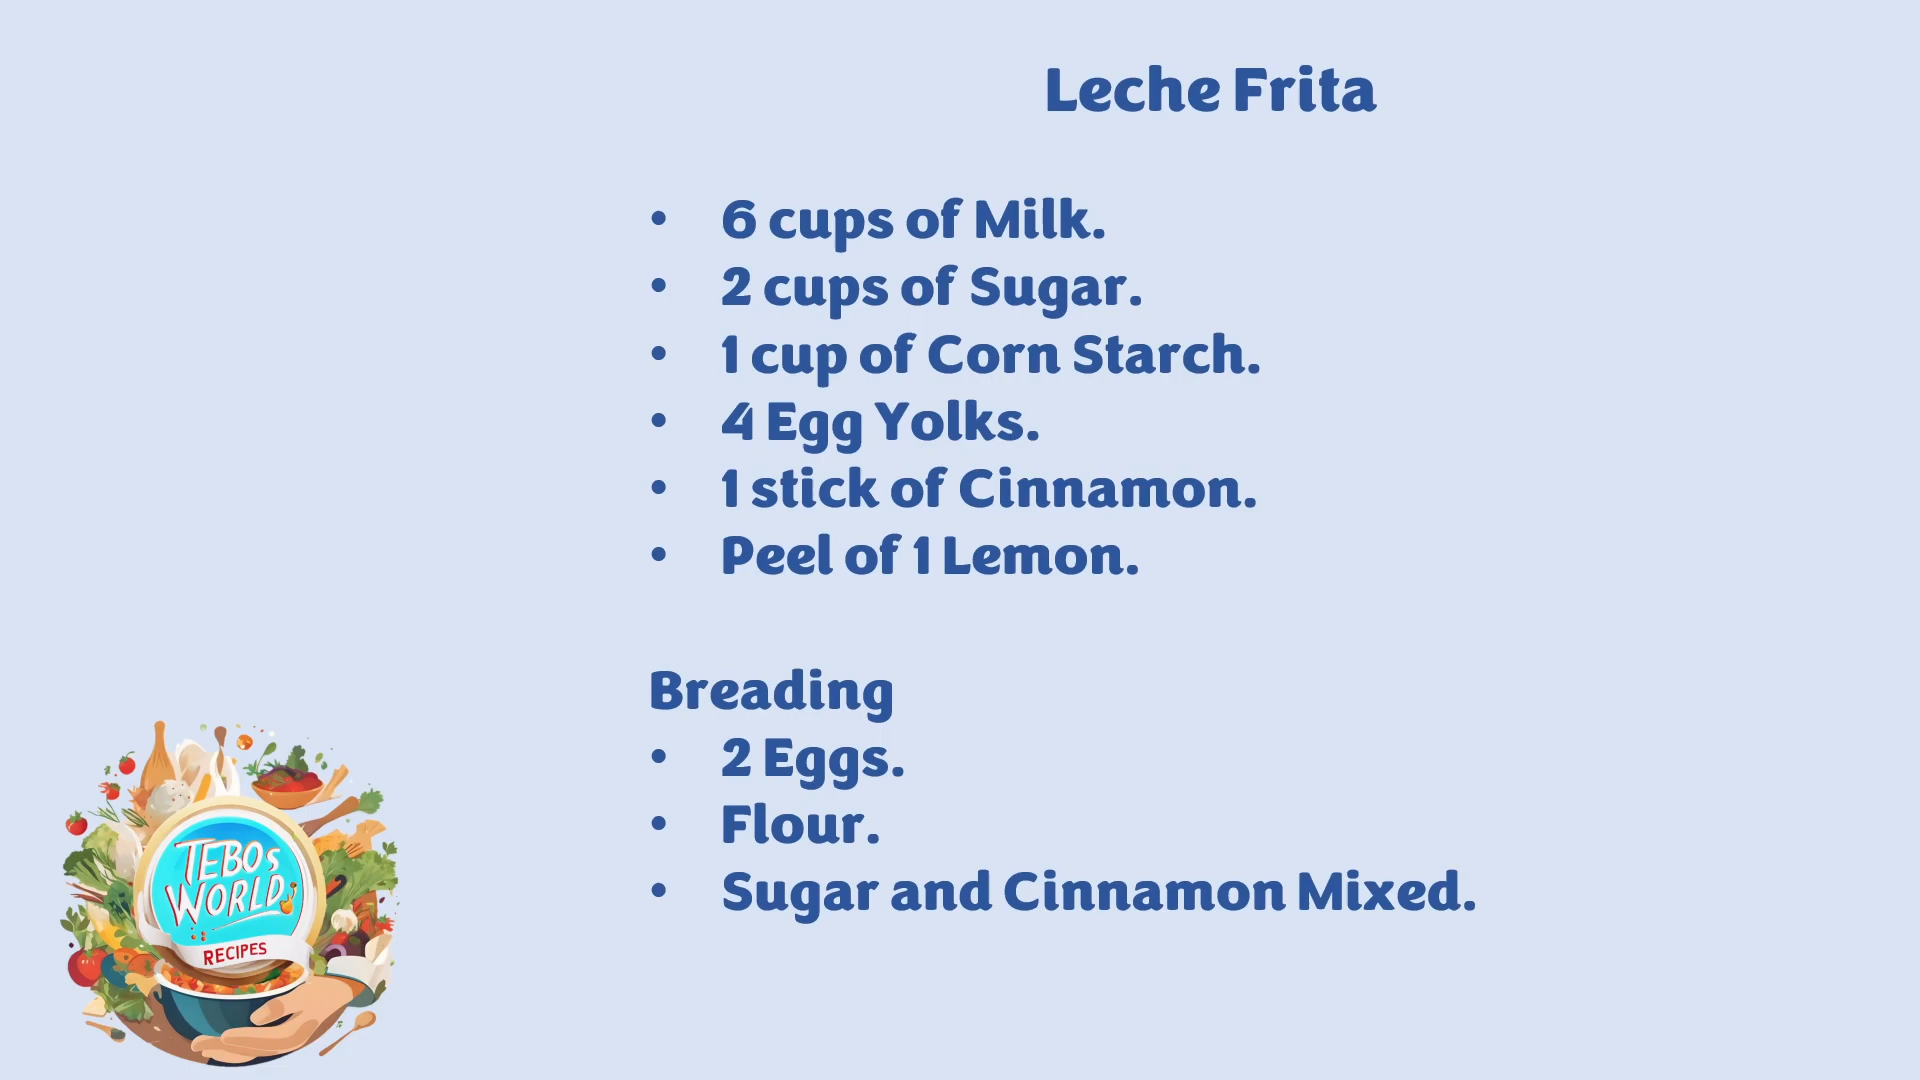 Leche Frita
• 6 cups of Milk.
• 2 cups of Sugar.
• 1 cup of Corn Starch.
• 4 Egg Yolks.
• 1 stick of Cinnamon.
• Peel of 1 Lemon.
Breading
• 2 Eggs.
• Flour.
• Sugar and Cinnamon Mixed.
TEBOs
WORLD
RECIPES